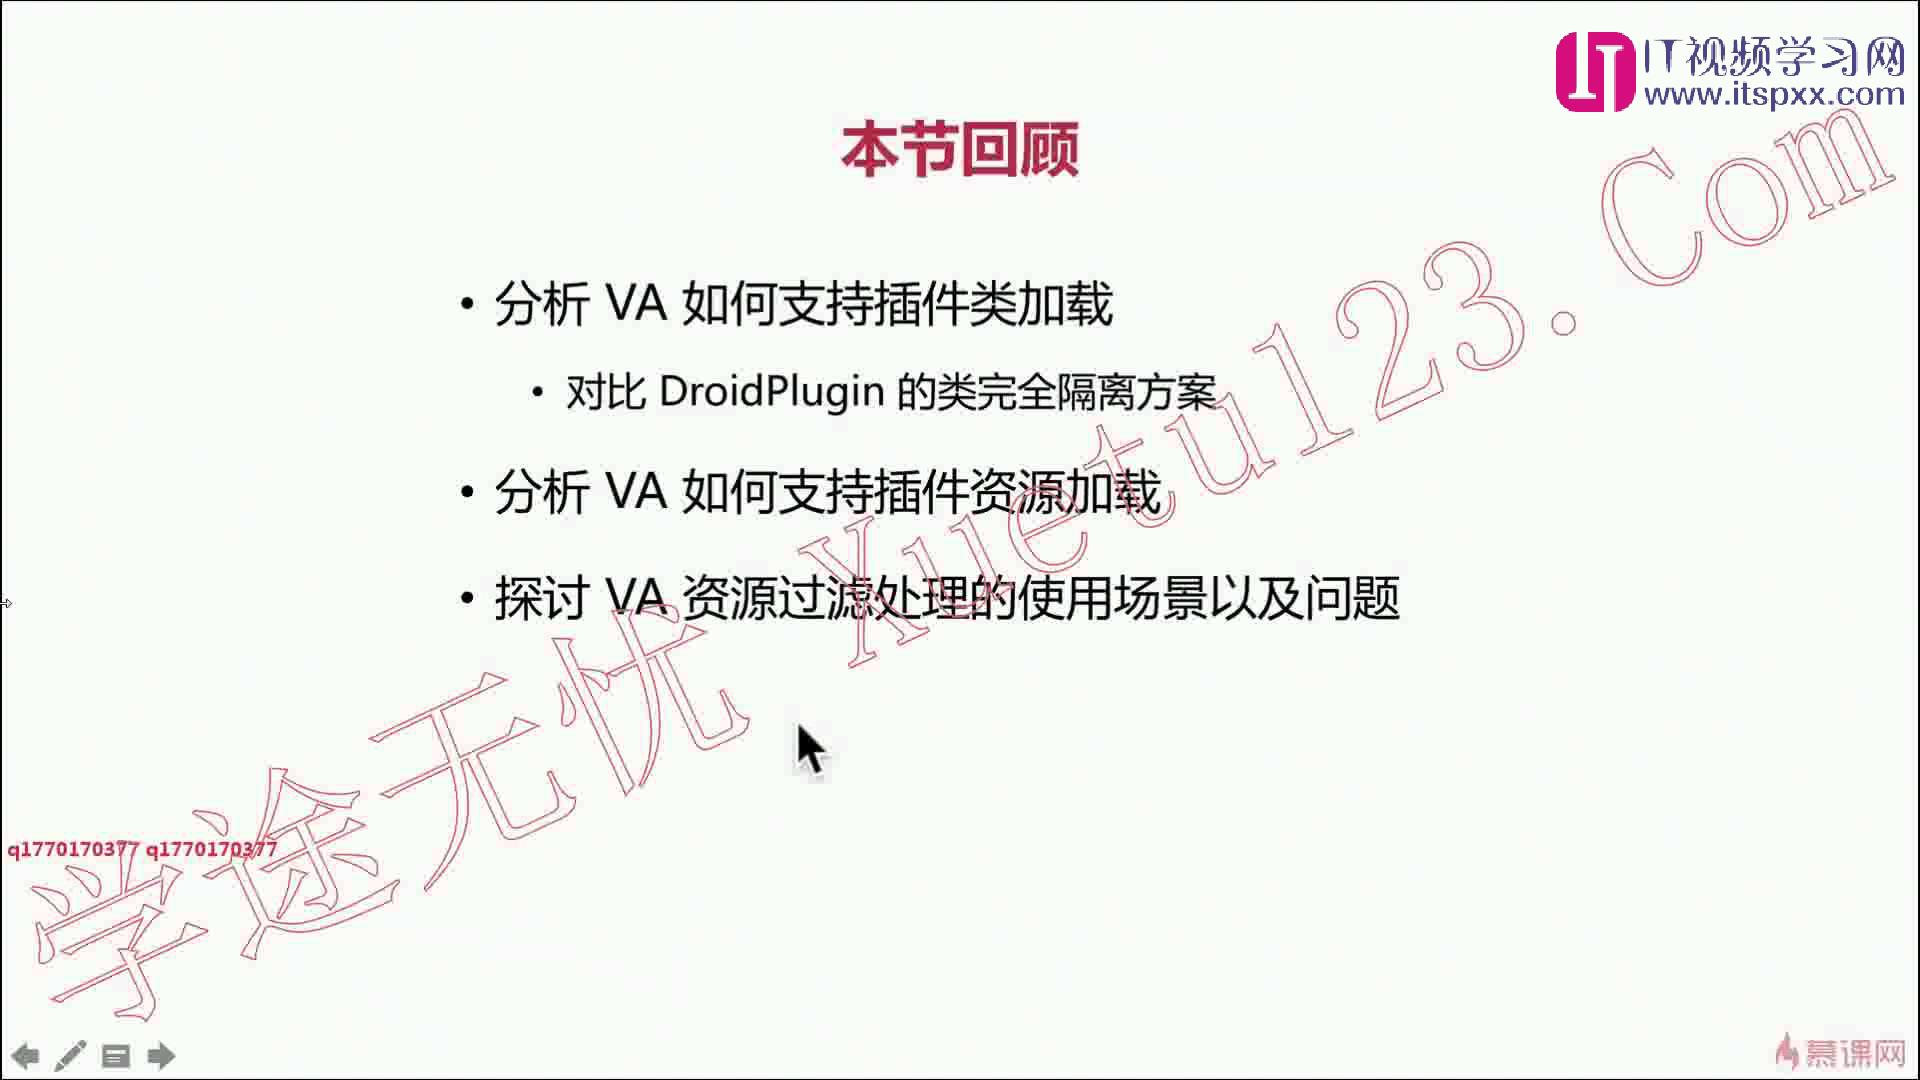 IT视频学习网
www.itspxx.com
本节回顾
• 分析 VA 如何支持插件类加载
• 对比 DroidPlugin 的类完全隔离方案
• 分析 VA 如何支持插件资源加载
• 探讨 VA 资源过滤处理的使用场景以及问题
学途无忧 Xuetu123.Com
q1770170377 q1770170377
慕课网